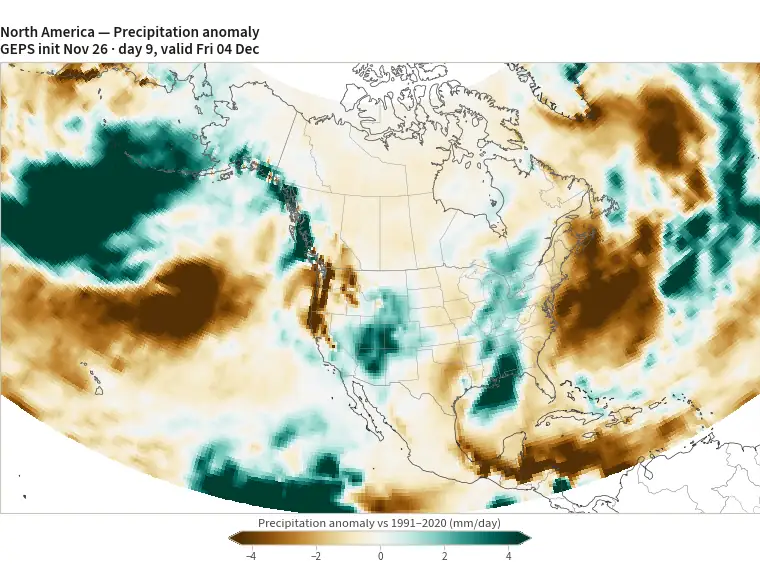 North America — Precipitation anomaly
GEPS init Nov 26 · day 9, valid Fri 04 Dec
Precipitation anomaly vs 1991–2020 (mm/day)
−4 −2 0 2 4